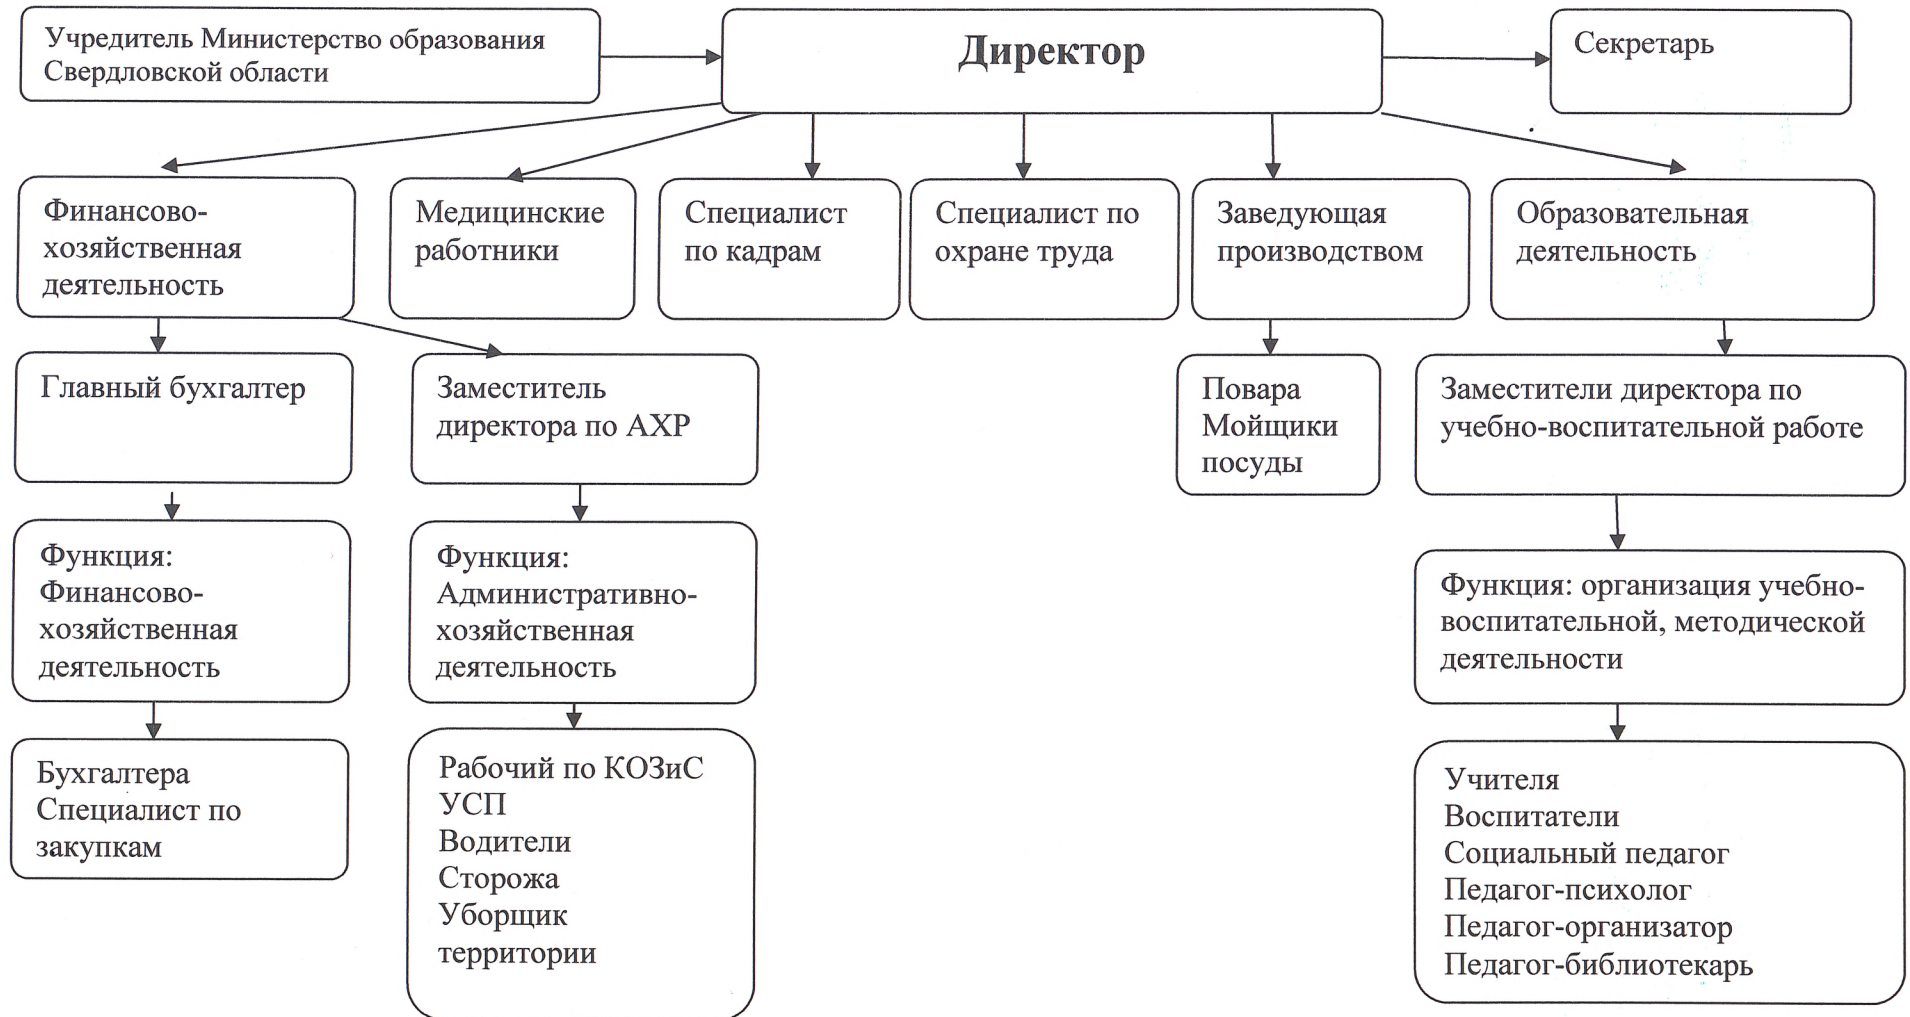 Учредитель Министерство образования
Свердловской области
Директор
Секретарь
Финансово-
хозяйственная
деятельность
Медицинские
работники
Специалист
по кадрам
Специалист по
охране труда
Заведующая
производством
Образовательная
деятельность
Главный бухгалтер
Заместитель
директора по АХР
Повара
Мойщики
посуды
Заместители директора по
учебно-воспитательной работе
Функция:
Финансово-
хозяйственная
деятельность
Функция:
Административно-
хозяйственная
деятельность
Функция: организация учебно-
воспитательной, методической
деятельности
Бухгалтера
Специалист по
закупкам
Рабочий по КОЗиС
УСП
Водители
Сторожа
Уборщик
территории
Учителя
Воспитатели
Социальный педагог
Педагог-психолог
Педагог-организатор
Педагог-библиотекарь